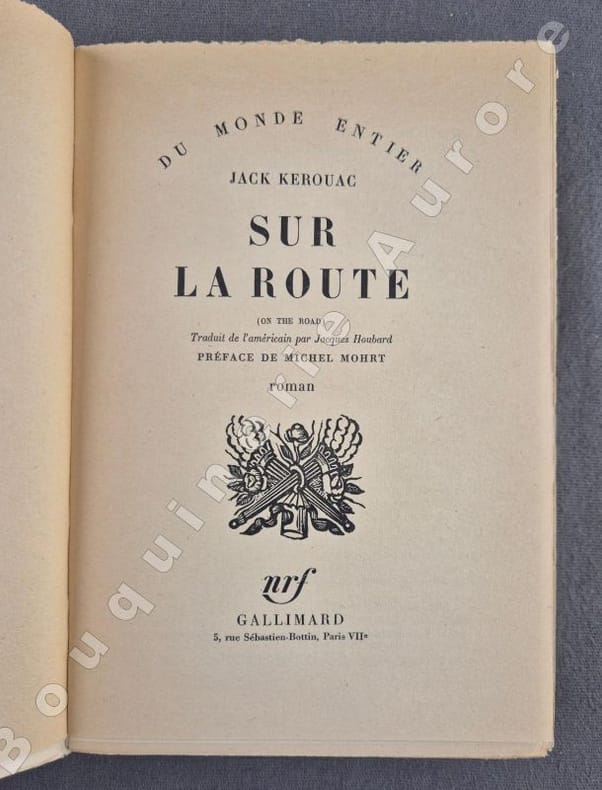 DU MONDE ENTIER
JACK KEROUAC
SUR
LA ROUTE
(ON THE ROAD)
Traduit de l'américain par Jacques Houbard
PRÉFACE DE MICHEL MOHRT
roman
nrf
GALLIMARD
5, rue Sébastien-Bottin, Paris VIIe
Bouquinerie Aurore